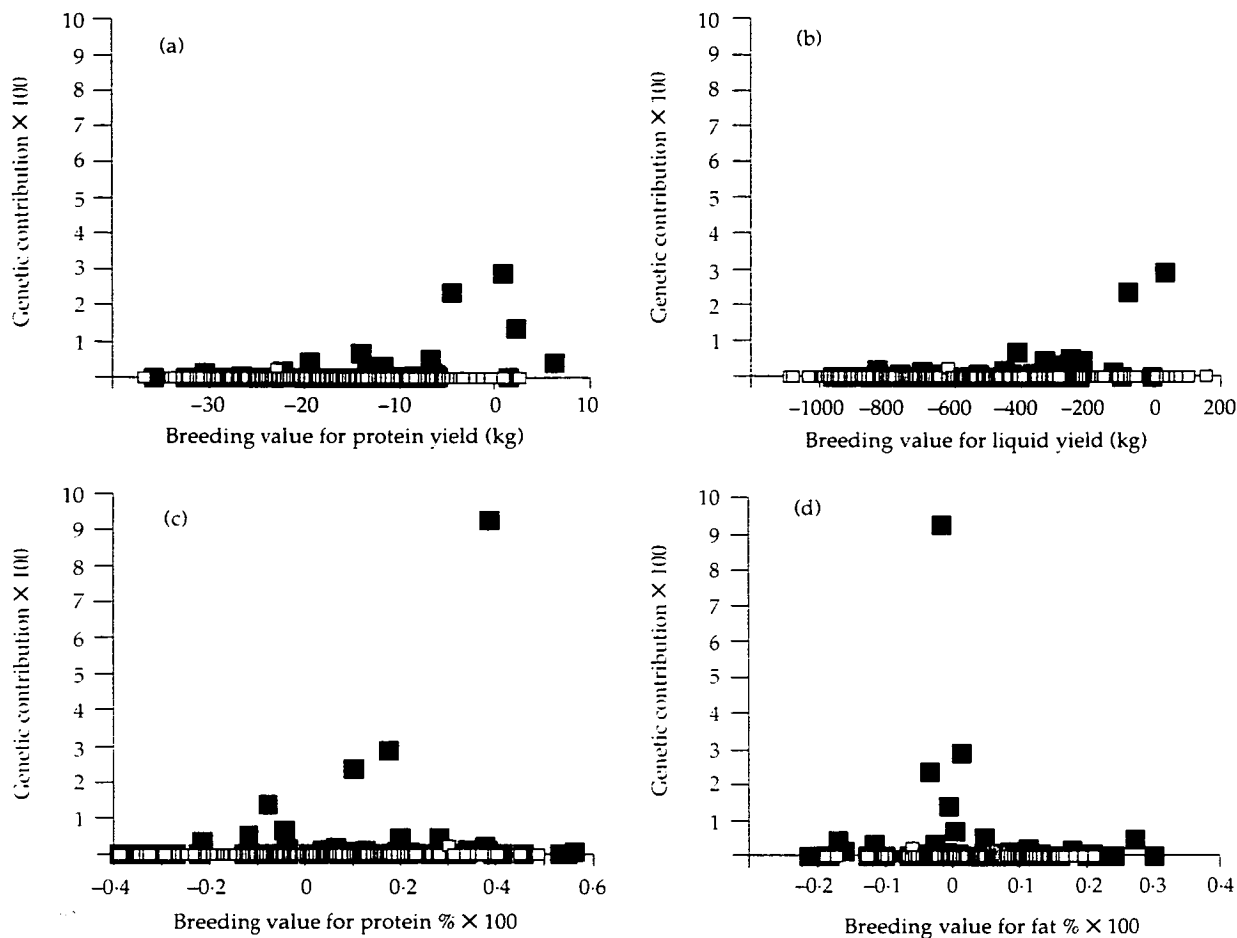 (a)
Genetic contribution × 100
10
9
8
7
6
5
4
3
2
1
−30 −20 −10 0 10
Breeding value for protein yield (kg)
(b)
Genetic contribution × 100
10
9
8
7
6
5
4
3
2
1
−1000 −800 −600 −400 −200 0 200
Breeding value for liquid yield (kg)
(c)
Genetic contribution × 100
10
9
8
7
6
5
4
3
2
1
−0·4 −0·2 0 0·2 0·4 0·6
Breeding value for protein % × 100
(d)
Genetic contribution × 100
10
9
8
7
6
5
4
3
2
1
−0·2 −0·1 0 0·1 0·2 0·3 0·4
Breeding value for fat % × 100